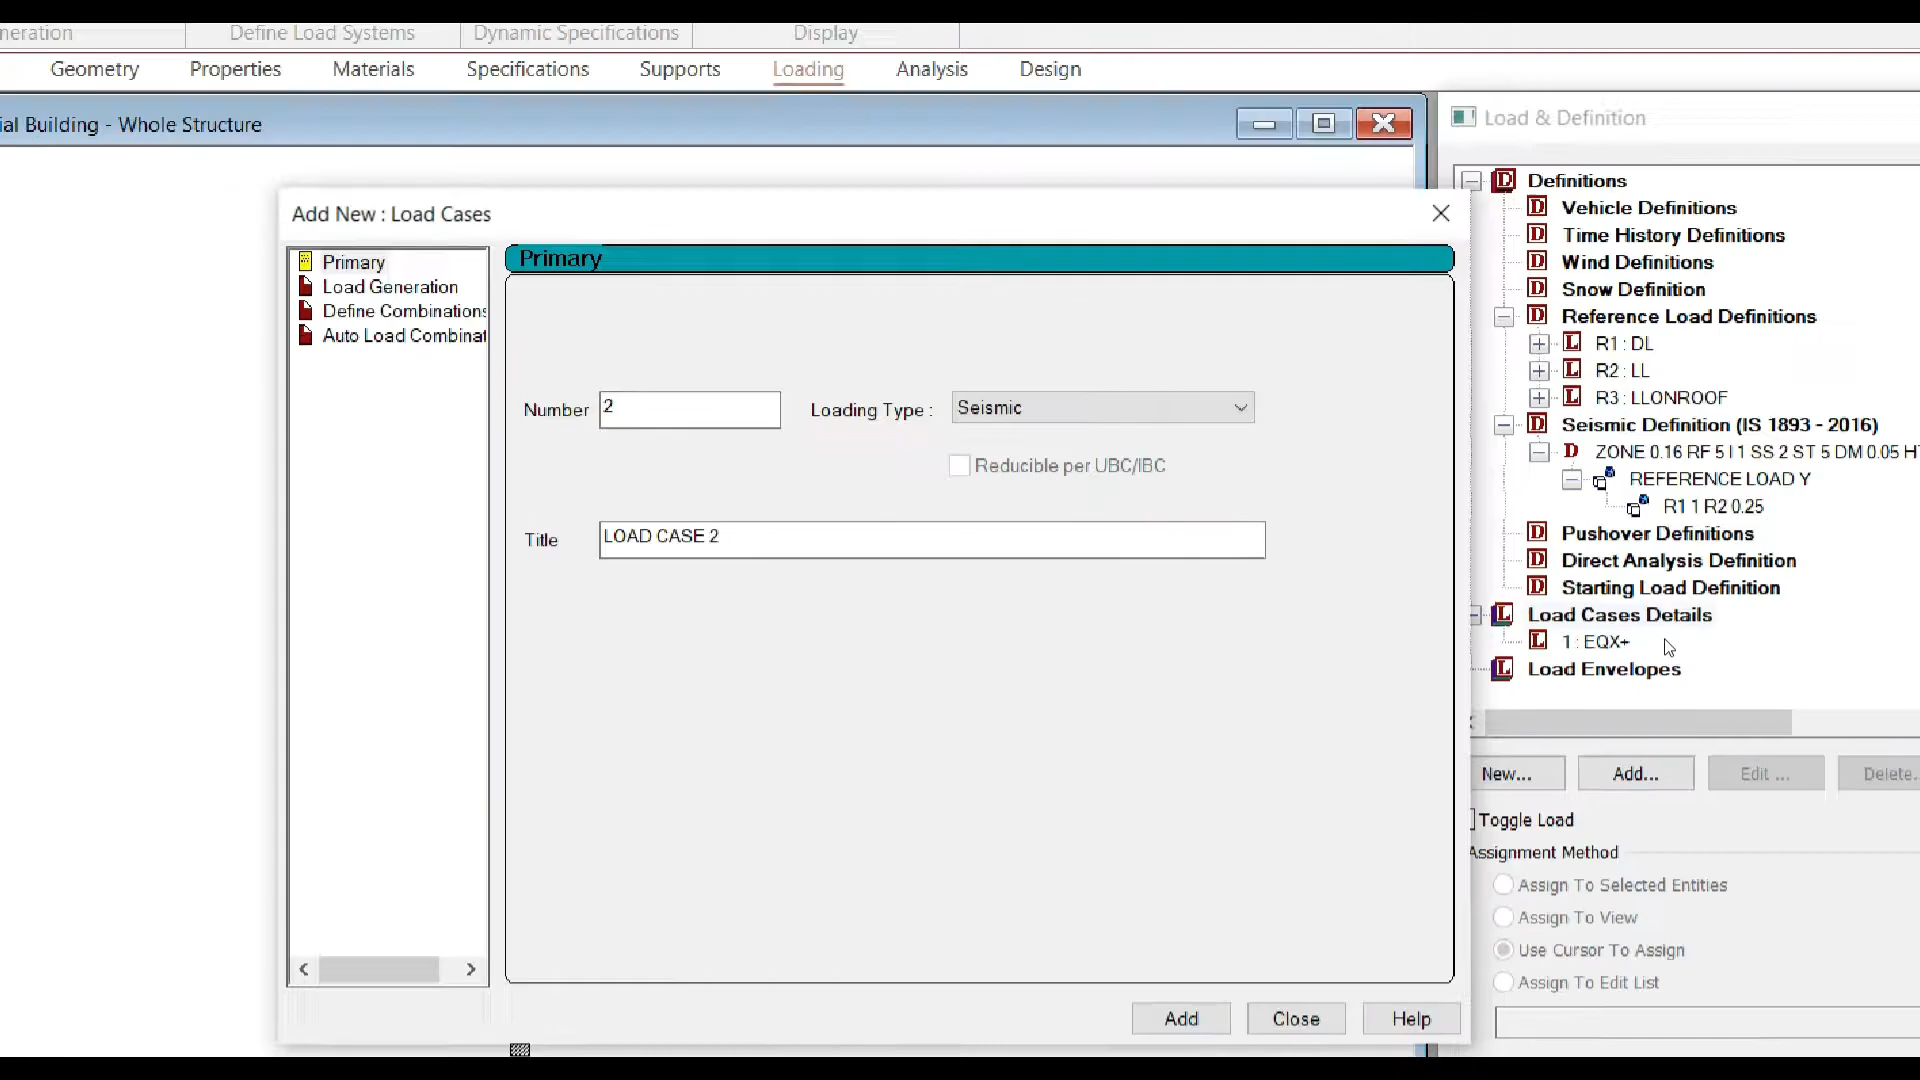 neration
Define Load Systems
Dynamic Specifications
Display
Geometry
Properties
Materials
Specifications
Supports
Loading
Analysis
Design
ial Building - Whole Structure
Load & Definition
Add New : Load Cases
Primary
Load Generation
Define Combinations
Auto Load Combinat
Primary
Number
2
Loading Type :
Seismic
Reducible per UBC/IBC
Title
LOAD CASE 2
Add
Close
Help
Definitions
Vehicle Definitions
Time History Definitions
Wind Definitions
Snow Definition
Reference Load Definitions
R1 : DL
R2 : LL
R3 : LLONROOF
Seismic Definition (IS 1893 - 2016)
ZONE 0.16 RF 5 I 1 SS 2 ST 5 DM 0.05 HT
REFERENCE LOAD Y
R1 1 R2 0.25
Pushover Definitions
Direct Analysis Definition
Starting Load Definition
Load Cases Details
1 : EQX+
Load Envelopes
New...
Add...
Edit ...
Delete...
Toggle Load
Assignment Method
Assign To Selected Entities
Assign To View
Use Cursor To Assign
Assign To Edit List